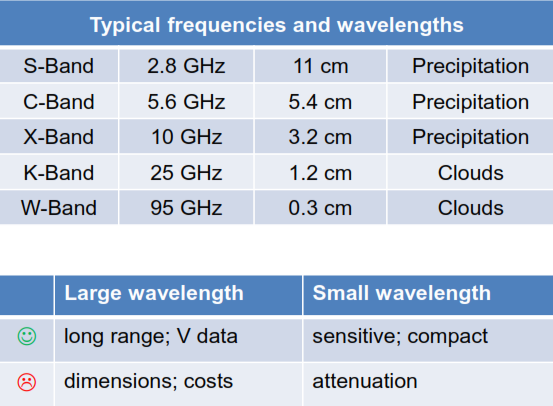 Typical frequencies and wavelengths
S-Band 2.8 GHz 11 cm Precipitation
C-Band 5.6 GHz 5.4 cm Precipitation
X-Band 10 GHz 3.2 cm Precipitation
K-Band 25 GHz 1.2 cm Clouds
W-Band 95 GHz 0.3 cm Clouds
Large wavelength Small wavelength
long range; V data sensitive; compact
dimensions; costs attenuation